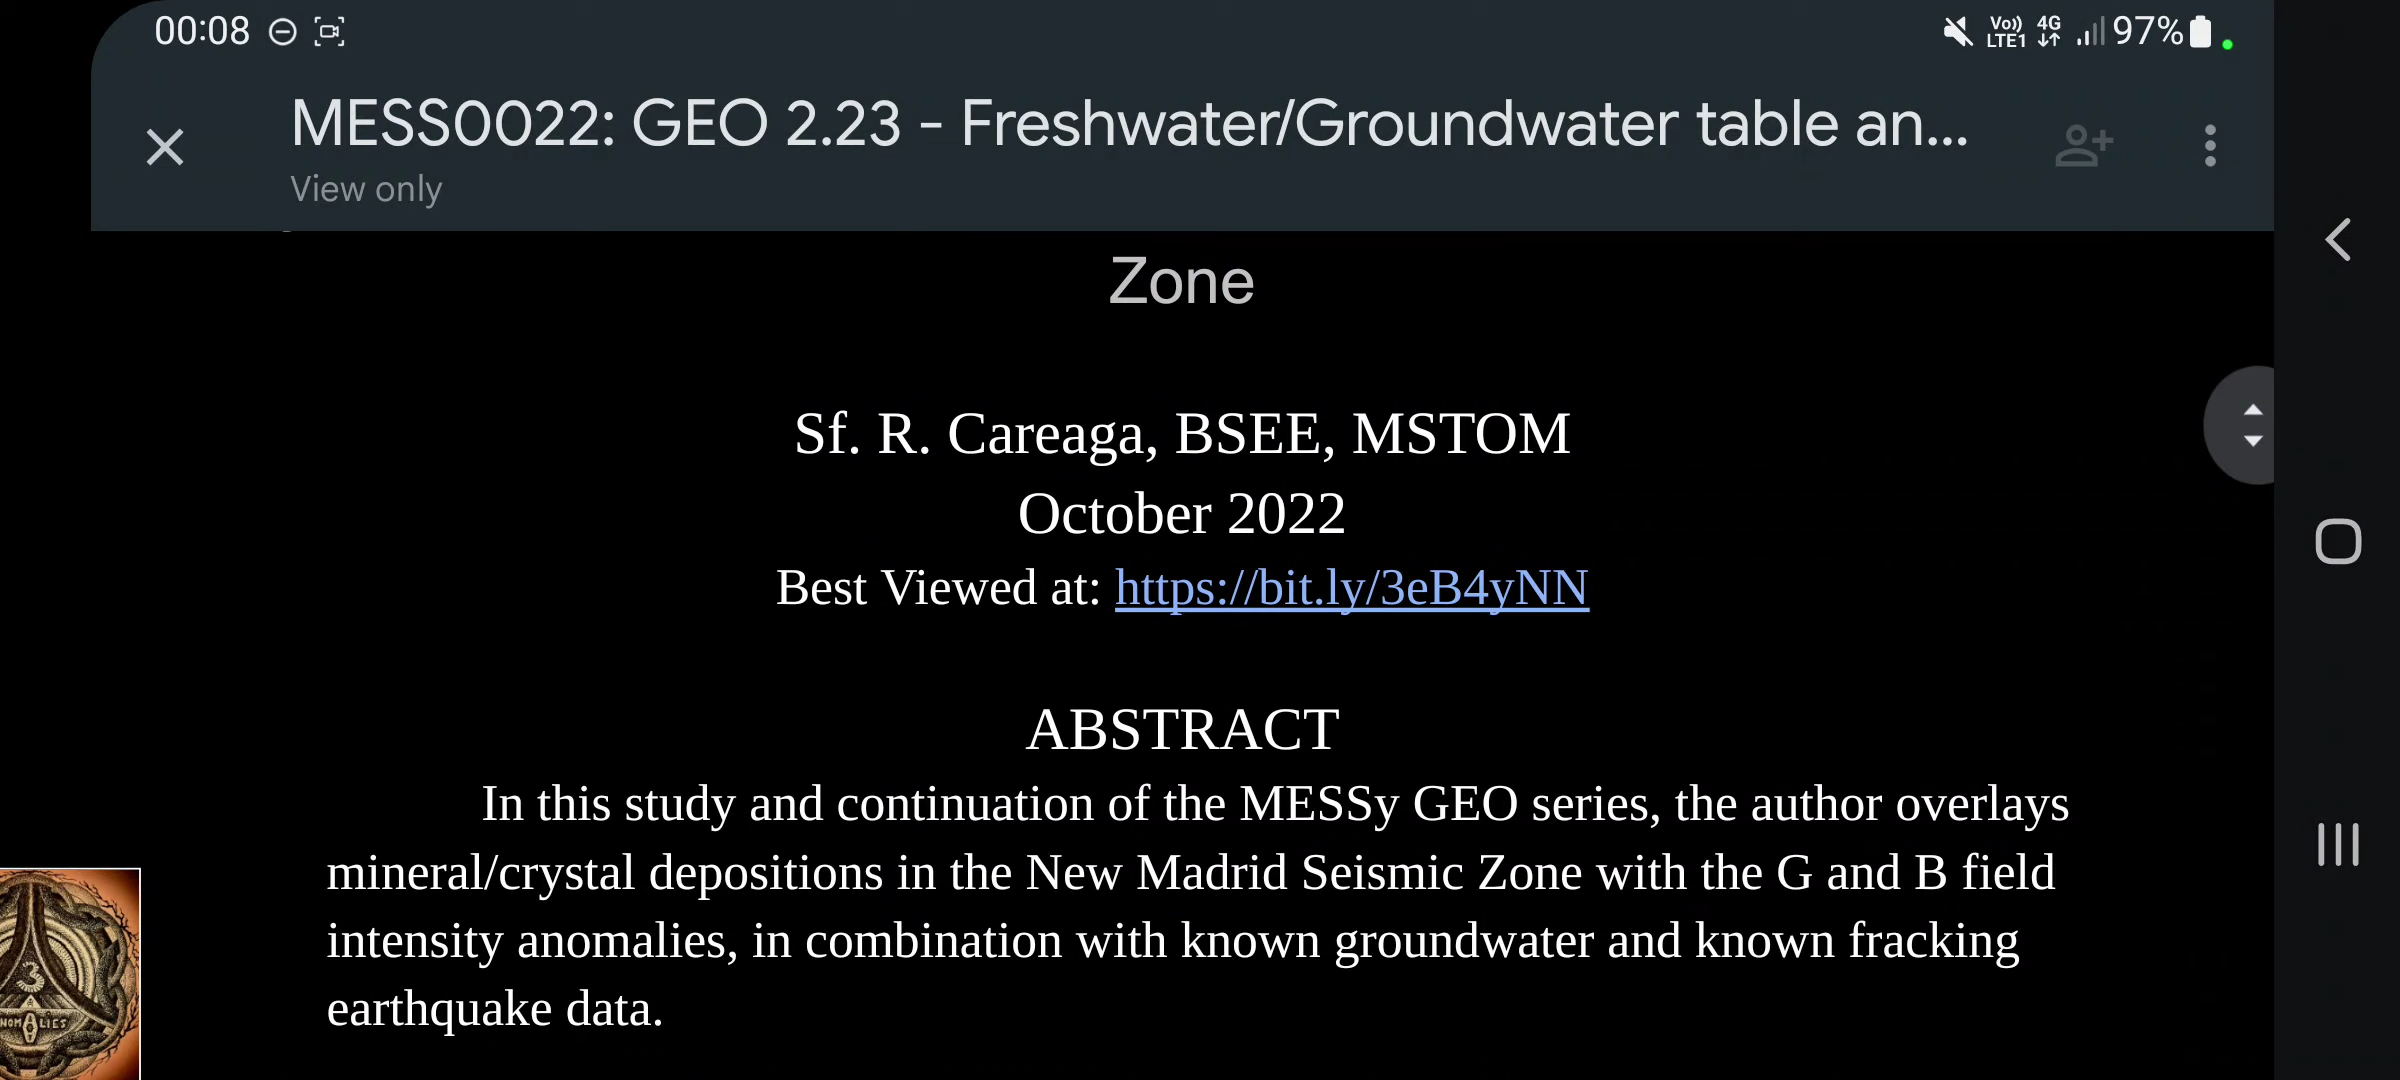 00:08
Vo)) LTE1 4G 97%
MESS0022: GEO 2.23 - Freshwater/Groundwater table an...
View only
Zone
Sf. R. Careaga, BSEE, MSTOM
October 2022
Best Viewed at: https://bit.ly/3eB4yNN
ABSTRACT
In this study and continuation of the MESSy GEO series, the author overlays
mineral/crystal depositions in the New Madrid Seismic Zone with the G and B field
intensity anomalies, in combination with known groundwater and known fracking
earthquake data.